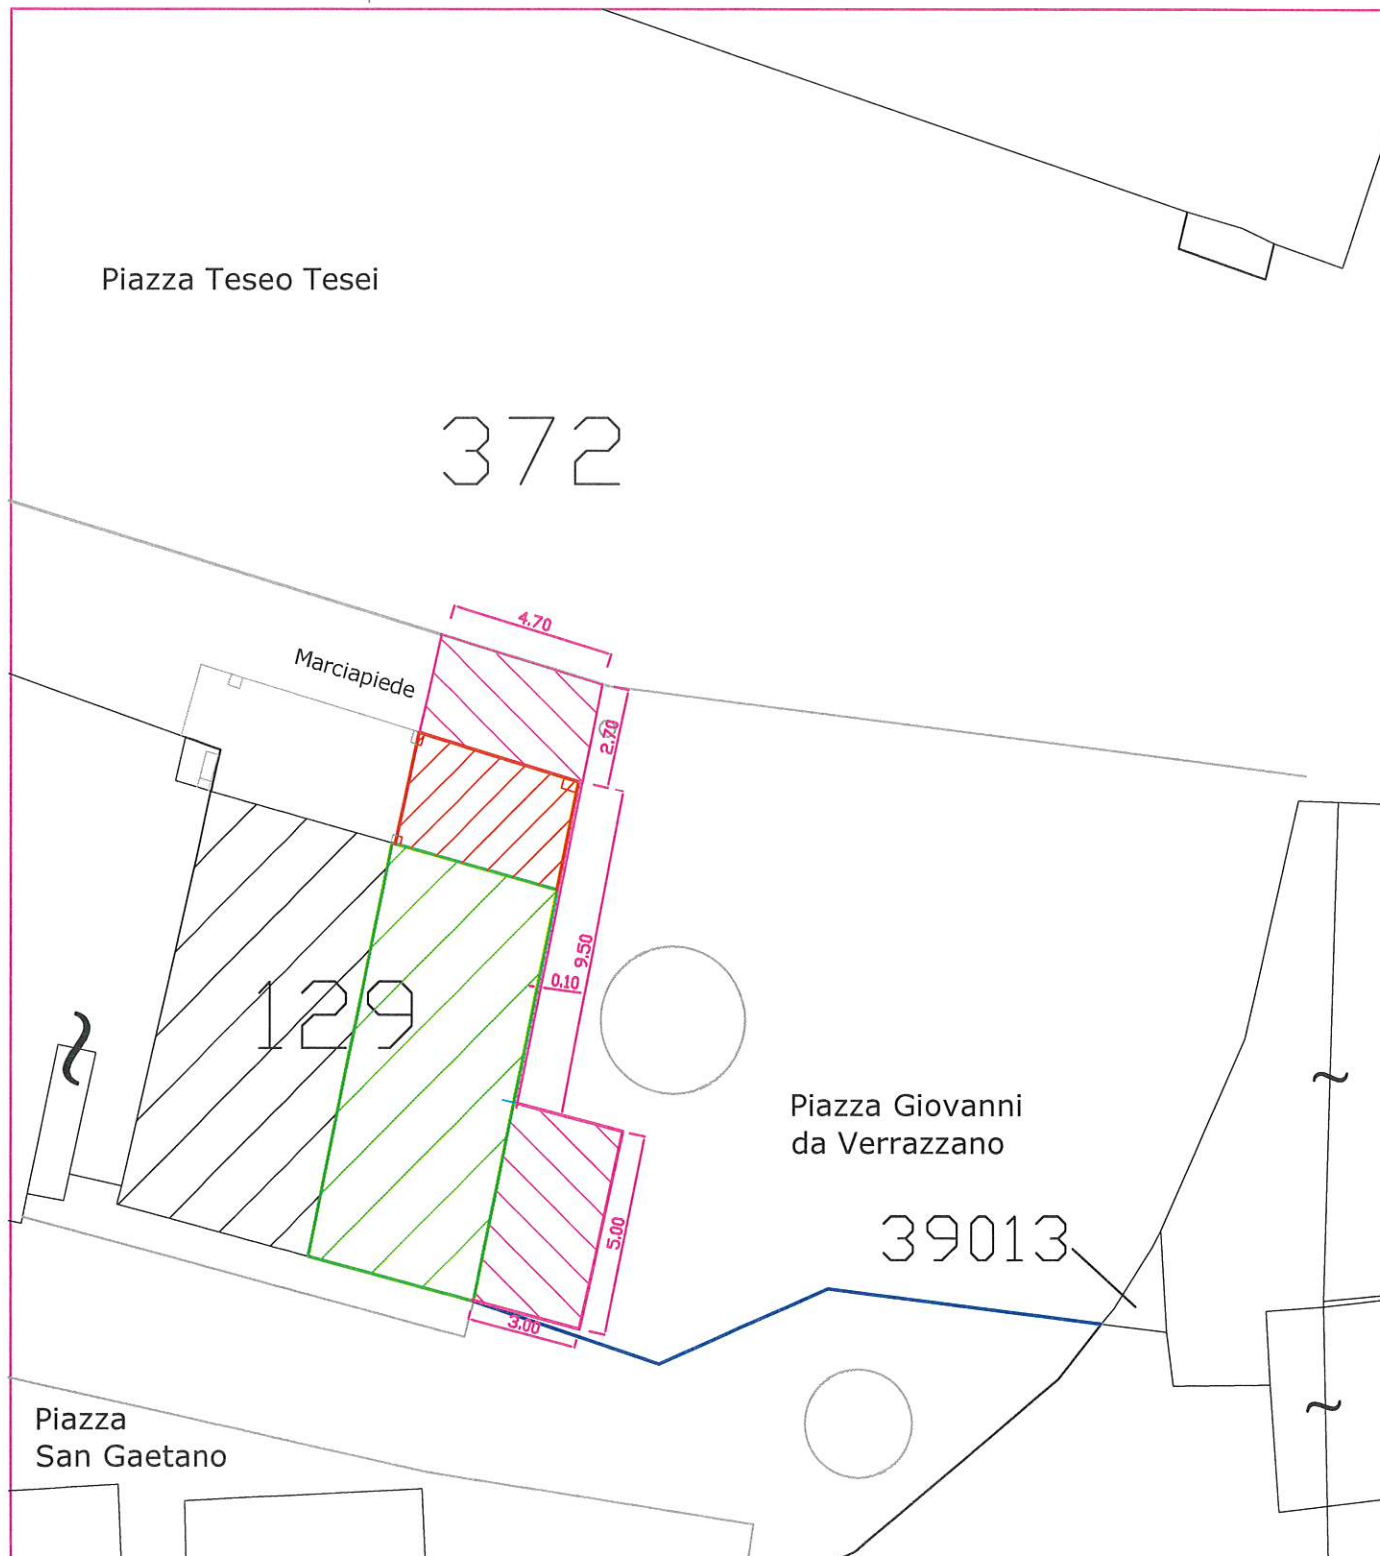 Piazza Teseo Tesei
372
4.70
Marciapiede
2.70
9.50
0.10
129
~
~
Piazza Giovanni
da Verrazzano
39013
5.00
3.00
~
Piazza
San Gaetano